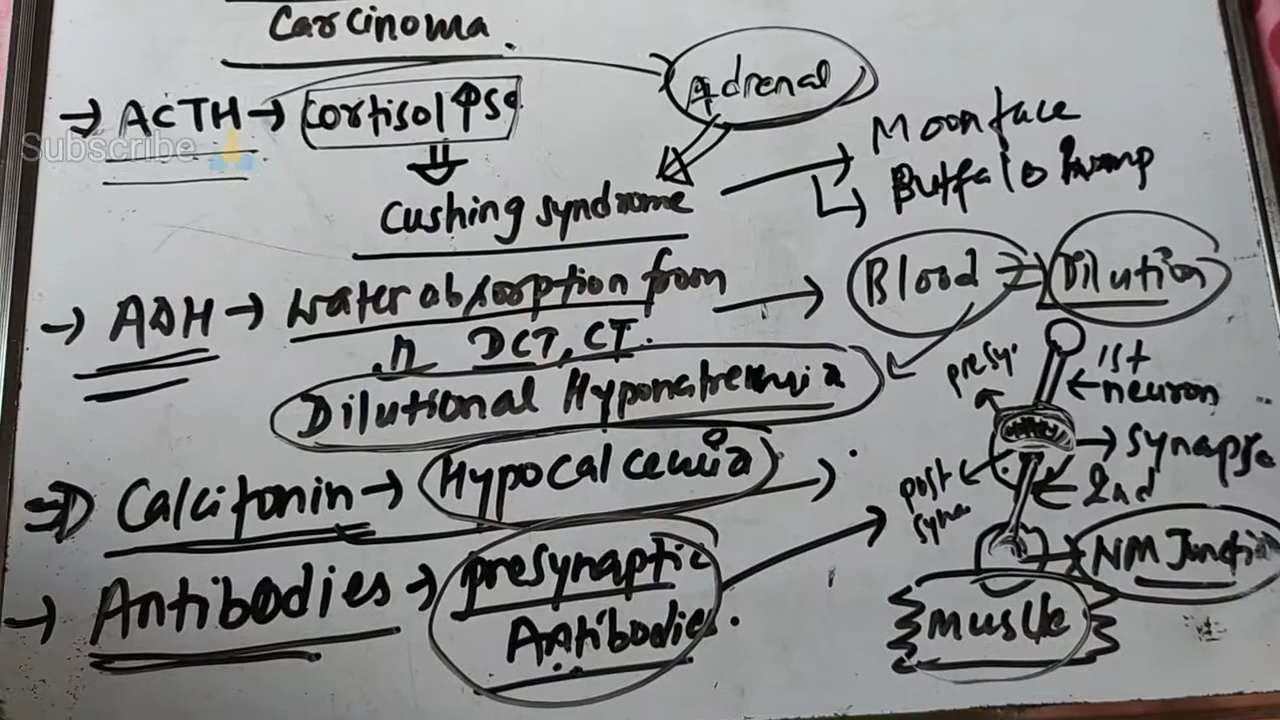 Carcinoma
→ ACTH → Cortisol ↑se
Adrenal
Subscribe 🙏
Cushing syndrome → Moonface
Buffalo hump
→ ADH → water absorption from
DCT, CT.
Blood
Dilution
Dilutional Hyponatremia
⇒ Calcitonin → Hypocalcemia
→ Antibodies → presynaptic
Antibodies.
presy.
1st
neuron
synapse
post
syna
2nd
NM Junction
Muscle